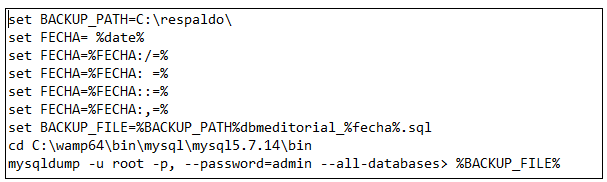 set BACKUP_PATH=C:\respaldo\
set FECHA= %date%
set FECHA=%FECHA:/=%
set FECHA=%FECHA: =%
set FECHA=%FECHA::=%
set FECHA=%FECHA:,=%
set BACKUP_FILE=%BACKUP_PATH%dbmeditorial_%fecha%.sql
cd C:\wamp64\bin\mysql\mysql5.7.14\bin
mysqldump -u root -p, --password=admin --all-databases> %BACKUP_FILE%